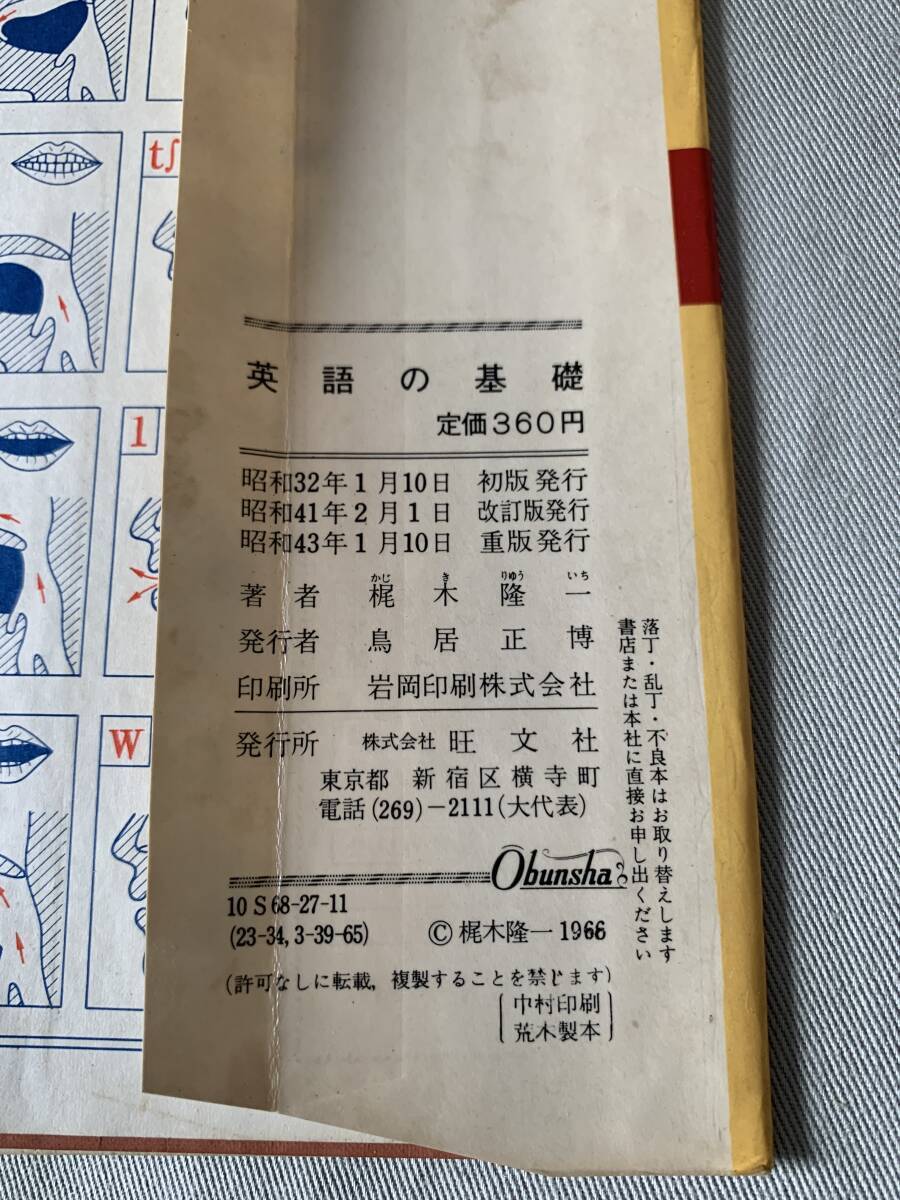 tʃ
l
W
英語の基礎
定価360円
昭和32年1月10日 初版発行
昭和41年2月1日 改訂版発行
昭和43年1月10日 重版発行
かじ き りゅう いち
著者 梶木隆一
発行者 鳥居正博
印刷所 岩岡印刷株式会社
発行所 株式会社 旺文社
東京都 新宿区横寺町
電話(269)-2111(大代表)
Obunsha
10 S 68-27-11
(23-34, 3-39-65)
© 梶木隆一 1966
(許可なしに転載, 複製することを禁じます)
中村印刷
荒木製本
落丁・乱丁・不良本はお取り替えします
書店または本社に直接お申し出ください